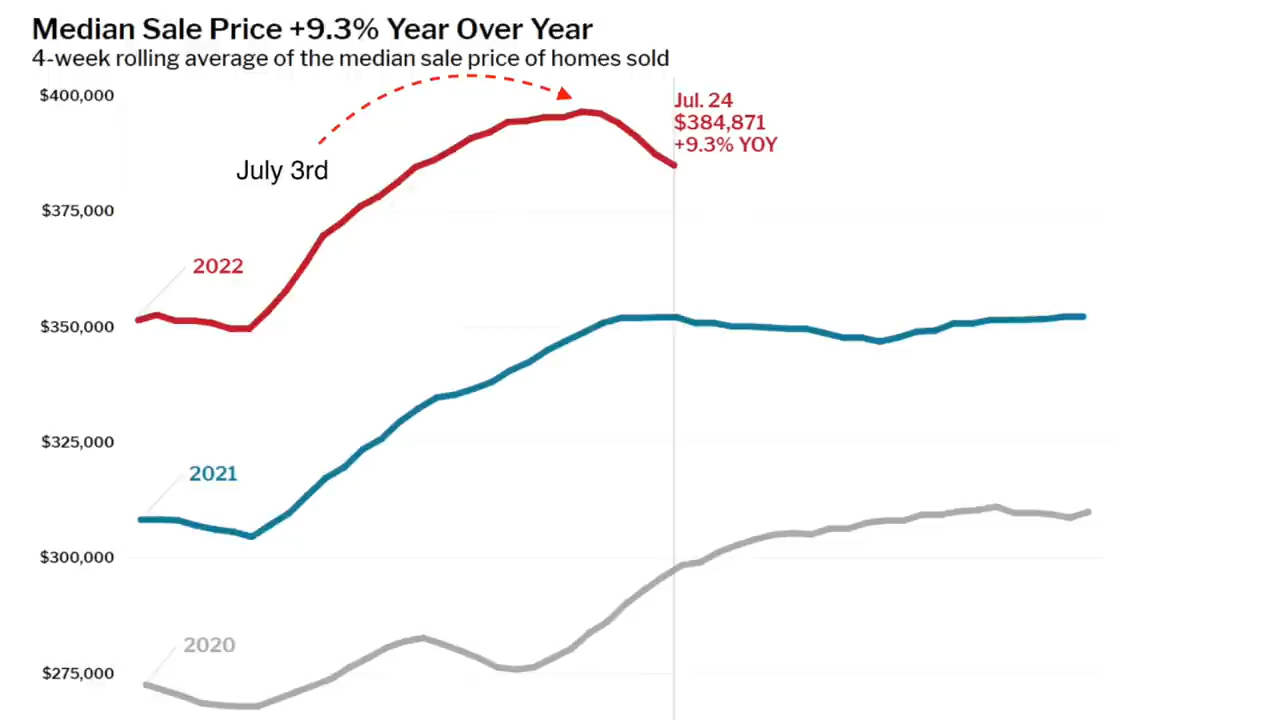 Median Sale Price +9.3% Year Over Year
4-week rolling average of the median sale price of homes sold
$400,000
Jul. 24
$384,871
+9.3% YOY
July 3rd
$375,000
2022
$350,000
$325,000
2021
$300,000
2020
$275,000